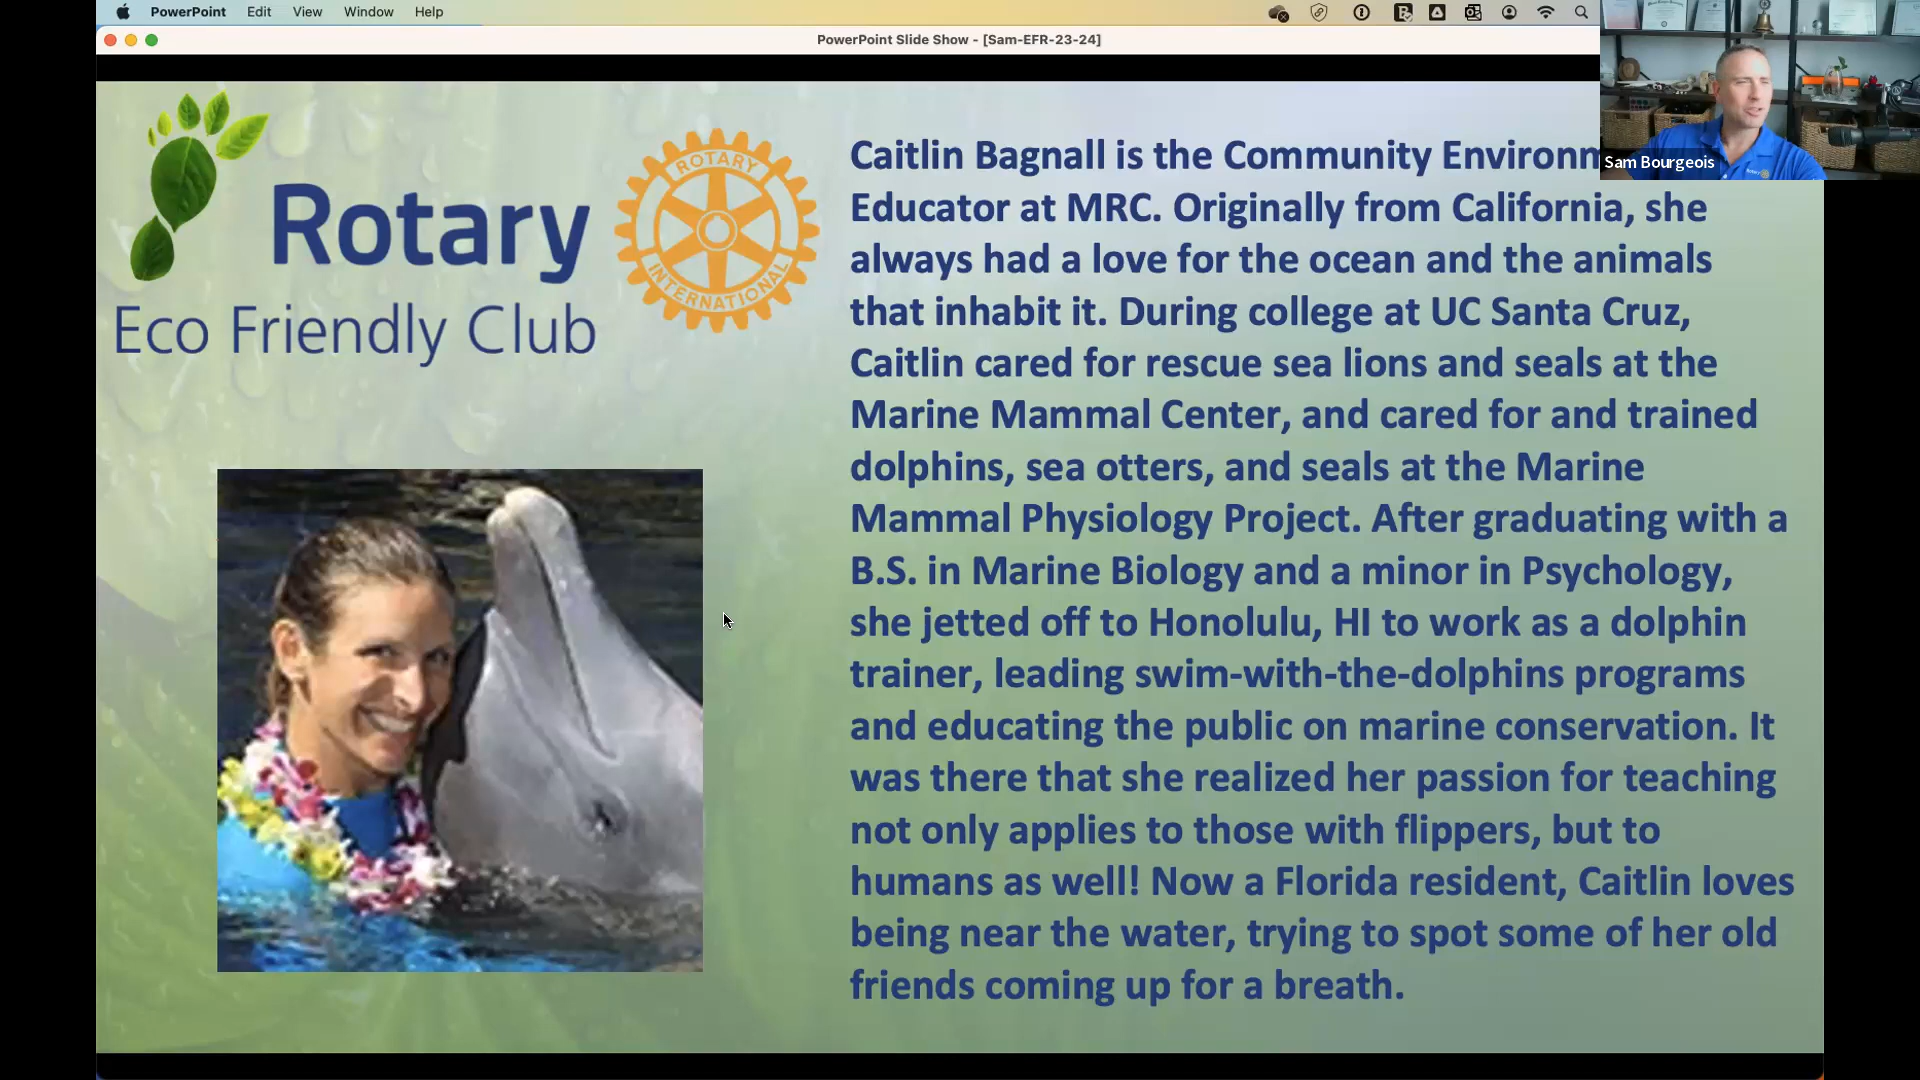 PowerPoint Edit View Window Help
PowerPoint Slide Show - [Sam-EFR-23-24]
Sam Bourgeois
Rotary
Eco Friendly Club
ROTARY
INTERNATIONAL
Caitlin Bagnall is the Community
Educator at MRC. Originally from California, she
always had a love for the ocean and the animals
that inhabit it. During college at UC Santa Cruz,
Caitlin cared for rescue sea lions and seals at the
Marine Mammal Center, and cared for and trained
dolphins, sea otters, and seals at the Marine
Mammal Physiology Project. After graduating with a
B.S. in Marine Biology and a minor in Psychology,
she jetted off to Honolulu, HI to work as a dolphin
trainer, leading swim-with-the-dolphins programs
and educating the public on marine conservation. It
was there that she realized her passion for teaching
not only applies to those with flippers, but to
humans as well! Now a Florida resident, Caitlin loves
being near the water, trying to spot some of her old
friends coming up for a breath.